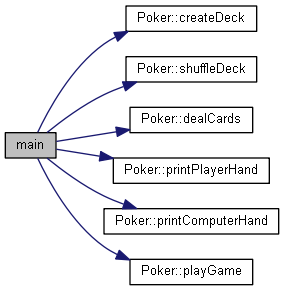 Poker::createDeck
Poker::shuffleDeck
Poker::dealCards
main
Poker::printPlayerHand
Poker::printComputerHand
Poker::playGame